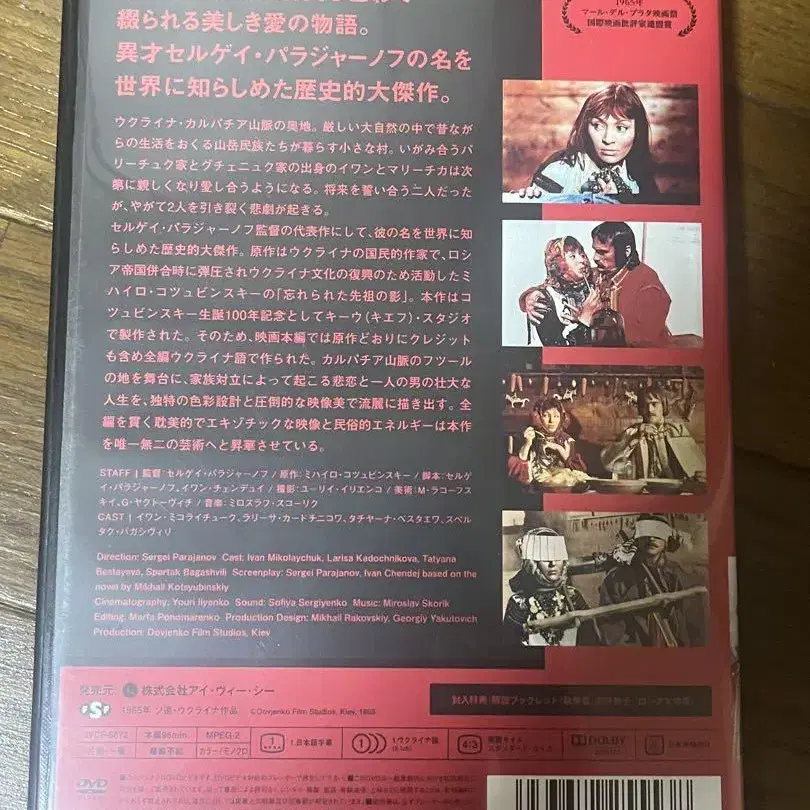 綴られる美しき愛の物語。
異才セルゲイ・パラジャーノフの名を
世界に知らしめた歴史的大傑作。
1965年
マール・デル・プラタ映画祭
国際映画批評家連盟賞
ウクライナ・カルパチア山脈の奥地。厳しい大自然の中で昔なが
らの生活をおくる山岳民族たちが暮らす小さな村。いがみ合うパ
リーチュク家とグチェニュク家の出身のイワンとマリーチカは次
第に親しくなり愛し合うようになる。将来を誓い合う二人だった
が、やがて2人を引き裂く悲劇が起きる。
セルゲイ・パラジャーノフ監督の代表作にして、彼の名を世界に知
らしめた歴史的大傑作。原作はウクライナの国民的作家で、ロシ
ア帝国併合時に弾圧されウクライナ文化の復興のため活動したミ
ハイロ・コツュビンスキーの「忘れられた先祖の影」。本作はコ
ツュビンスキー生誕100年記念としてキーウ(キエフ)・スタジオ
で製作された。そのため、映画本編では原作どおりにクレジット
も含め全編ウクライナ語で作られた。カルパチア山脈のフツール
の地を舞台に、家族対立によって起こる悲恋と一人の男の壮大な
人生を、独特の色彩設計と圧倒的な映像美で流麗に描き出す。全
編を貫く耽美的でエキゾチックな映像と民俗的エネルギーは本作
を唯一無二の芸術へと昇華させている。
STAFF | 監督:セルゲイ・パラジャーノフ / 原作:ミハイロ・コツュビンスキー / 脚本:セルゲ
イ・パラジャーノフ、イワン・チェンデュイ / 撮影:ユーリイ・イリエンコ / 美術:M・ラコーフス
キイ、G・ヤクトーヴィチ / 音楽:ミロスラフ・スコーリク
CAST | イワン・ミコライチューク、ラリーサ・カードチニコワ、タチヤーナ・ベスタエワ、スペル
タク・バガシヴィリ
Direction: Sergei Parajanov Cast: Ivan Mikolaychuk, Larisa Kadochnikova, Tatyana
Bestayeva, Spartak Bagashvili Screenplay: Sergei Parajanov, Ivan Chendej based on the
novel by Mikhail Kotsyubinskiy
Cinematography: Youri Ilyenko Sound: Sofiya Sergiyenko Music: Miroslav Skorik
Editing: Marfa Ponomarenko Production Design: Mikhail Rakovskiy, Georgiy Yakutovich
Production: Dovjenko Film Studios, Kiev
発売元: 株式会社アイ・ヴィー・シー
PSF
1965年 ソ連・ウクライナ作品 ©Dovjenko Film Studios, Kiev, 1965
封入特典:解説ブックレット
本編98min. MPEG-2 1.日本語字幕 1.ウクライナ語 4:3 スタンダード・サイズ DOLBY
複製不能 カラー/モノクロ
DVD